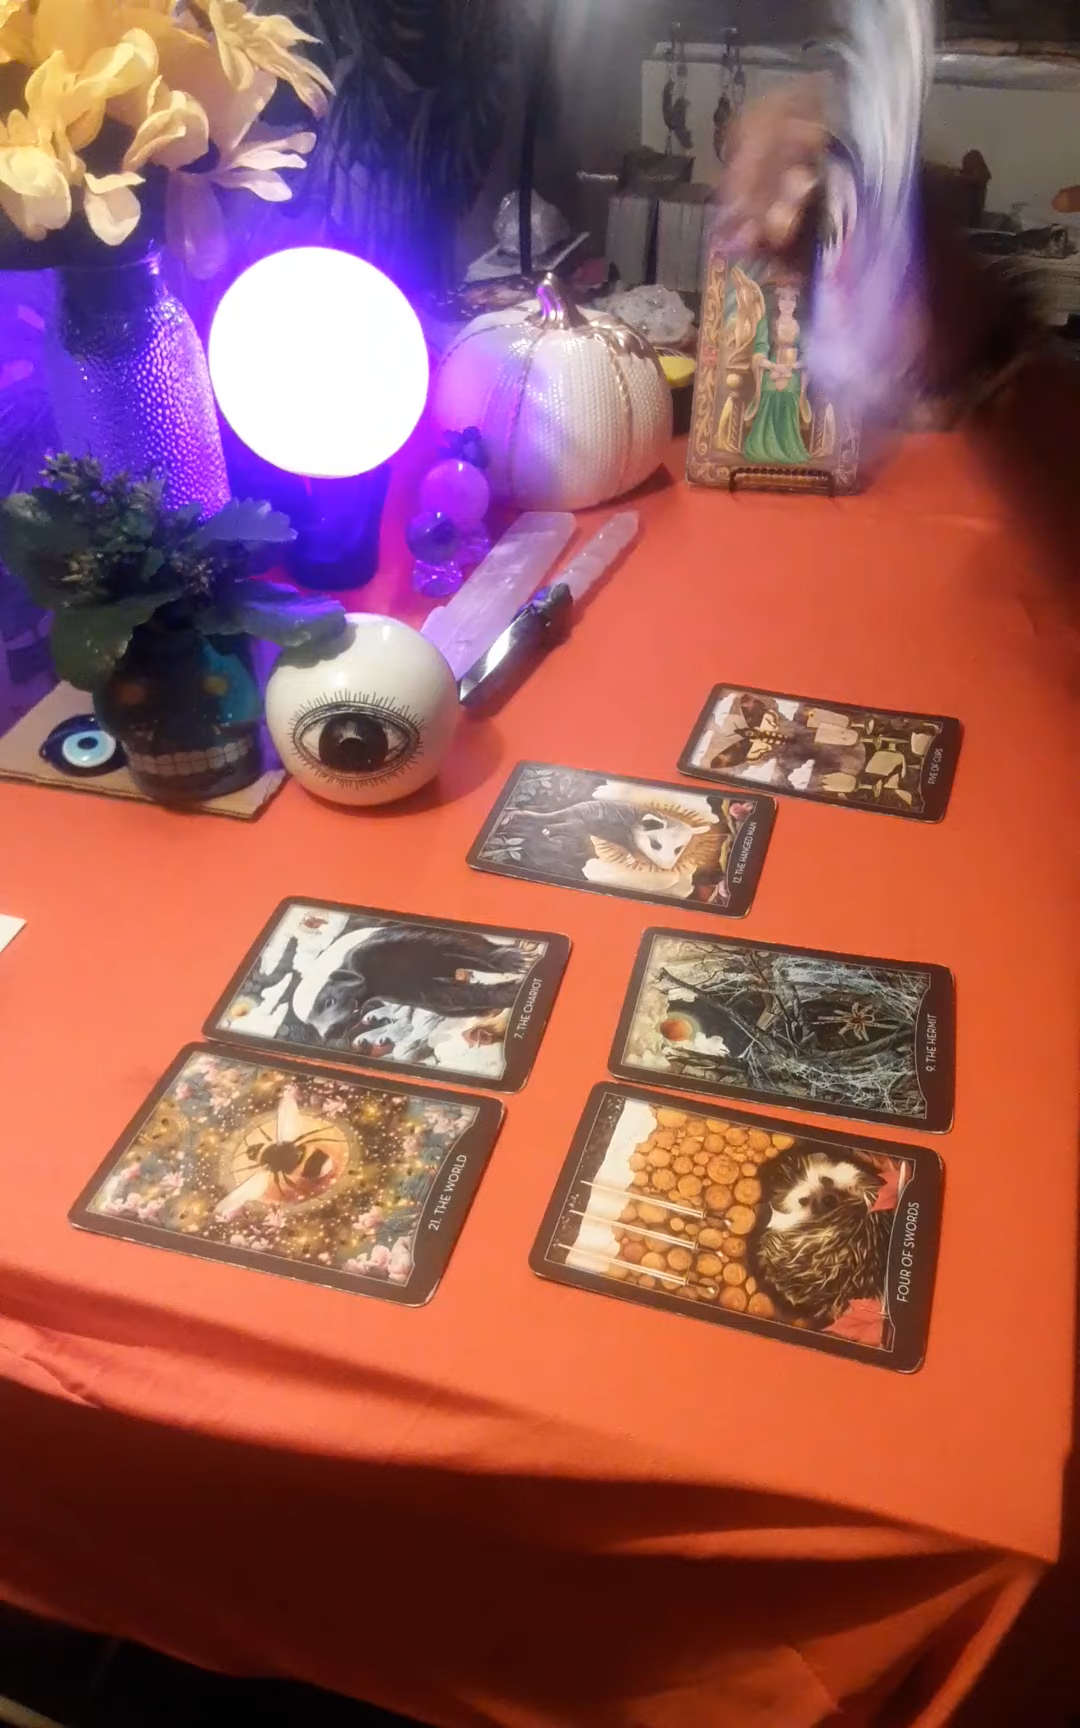 FIVE OF CUPS
12. THE HANGED MAN
7. THE CHARIOT
9. THE HERMIT
21. THE WORLD
FOUR OF SWORDS